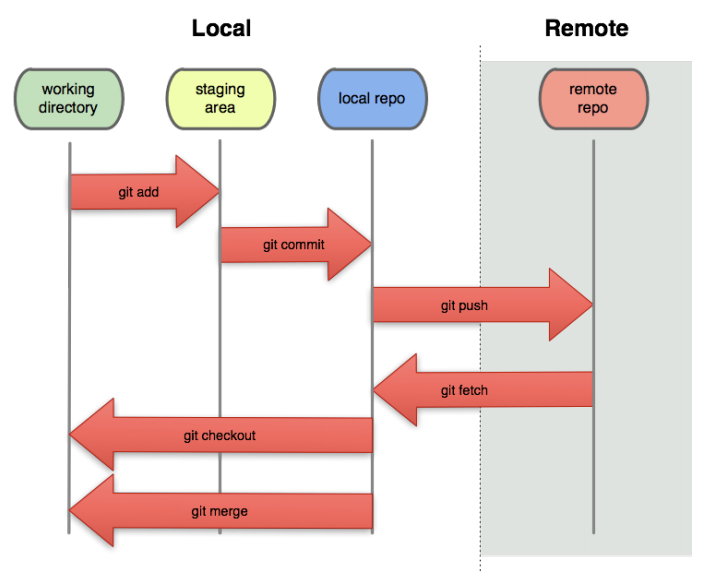 Local
Remote
working
directory
staging
area
local repo
remote
repo
git add
git commit
git push
git fetch
git checkout
git merge